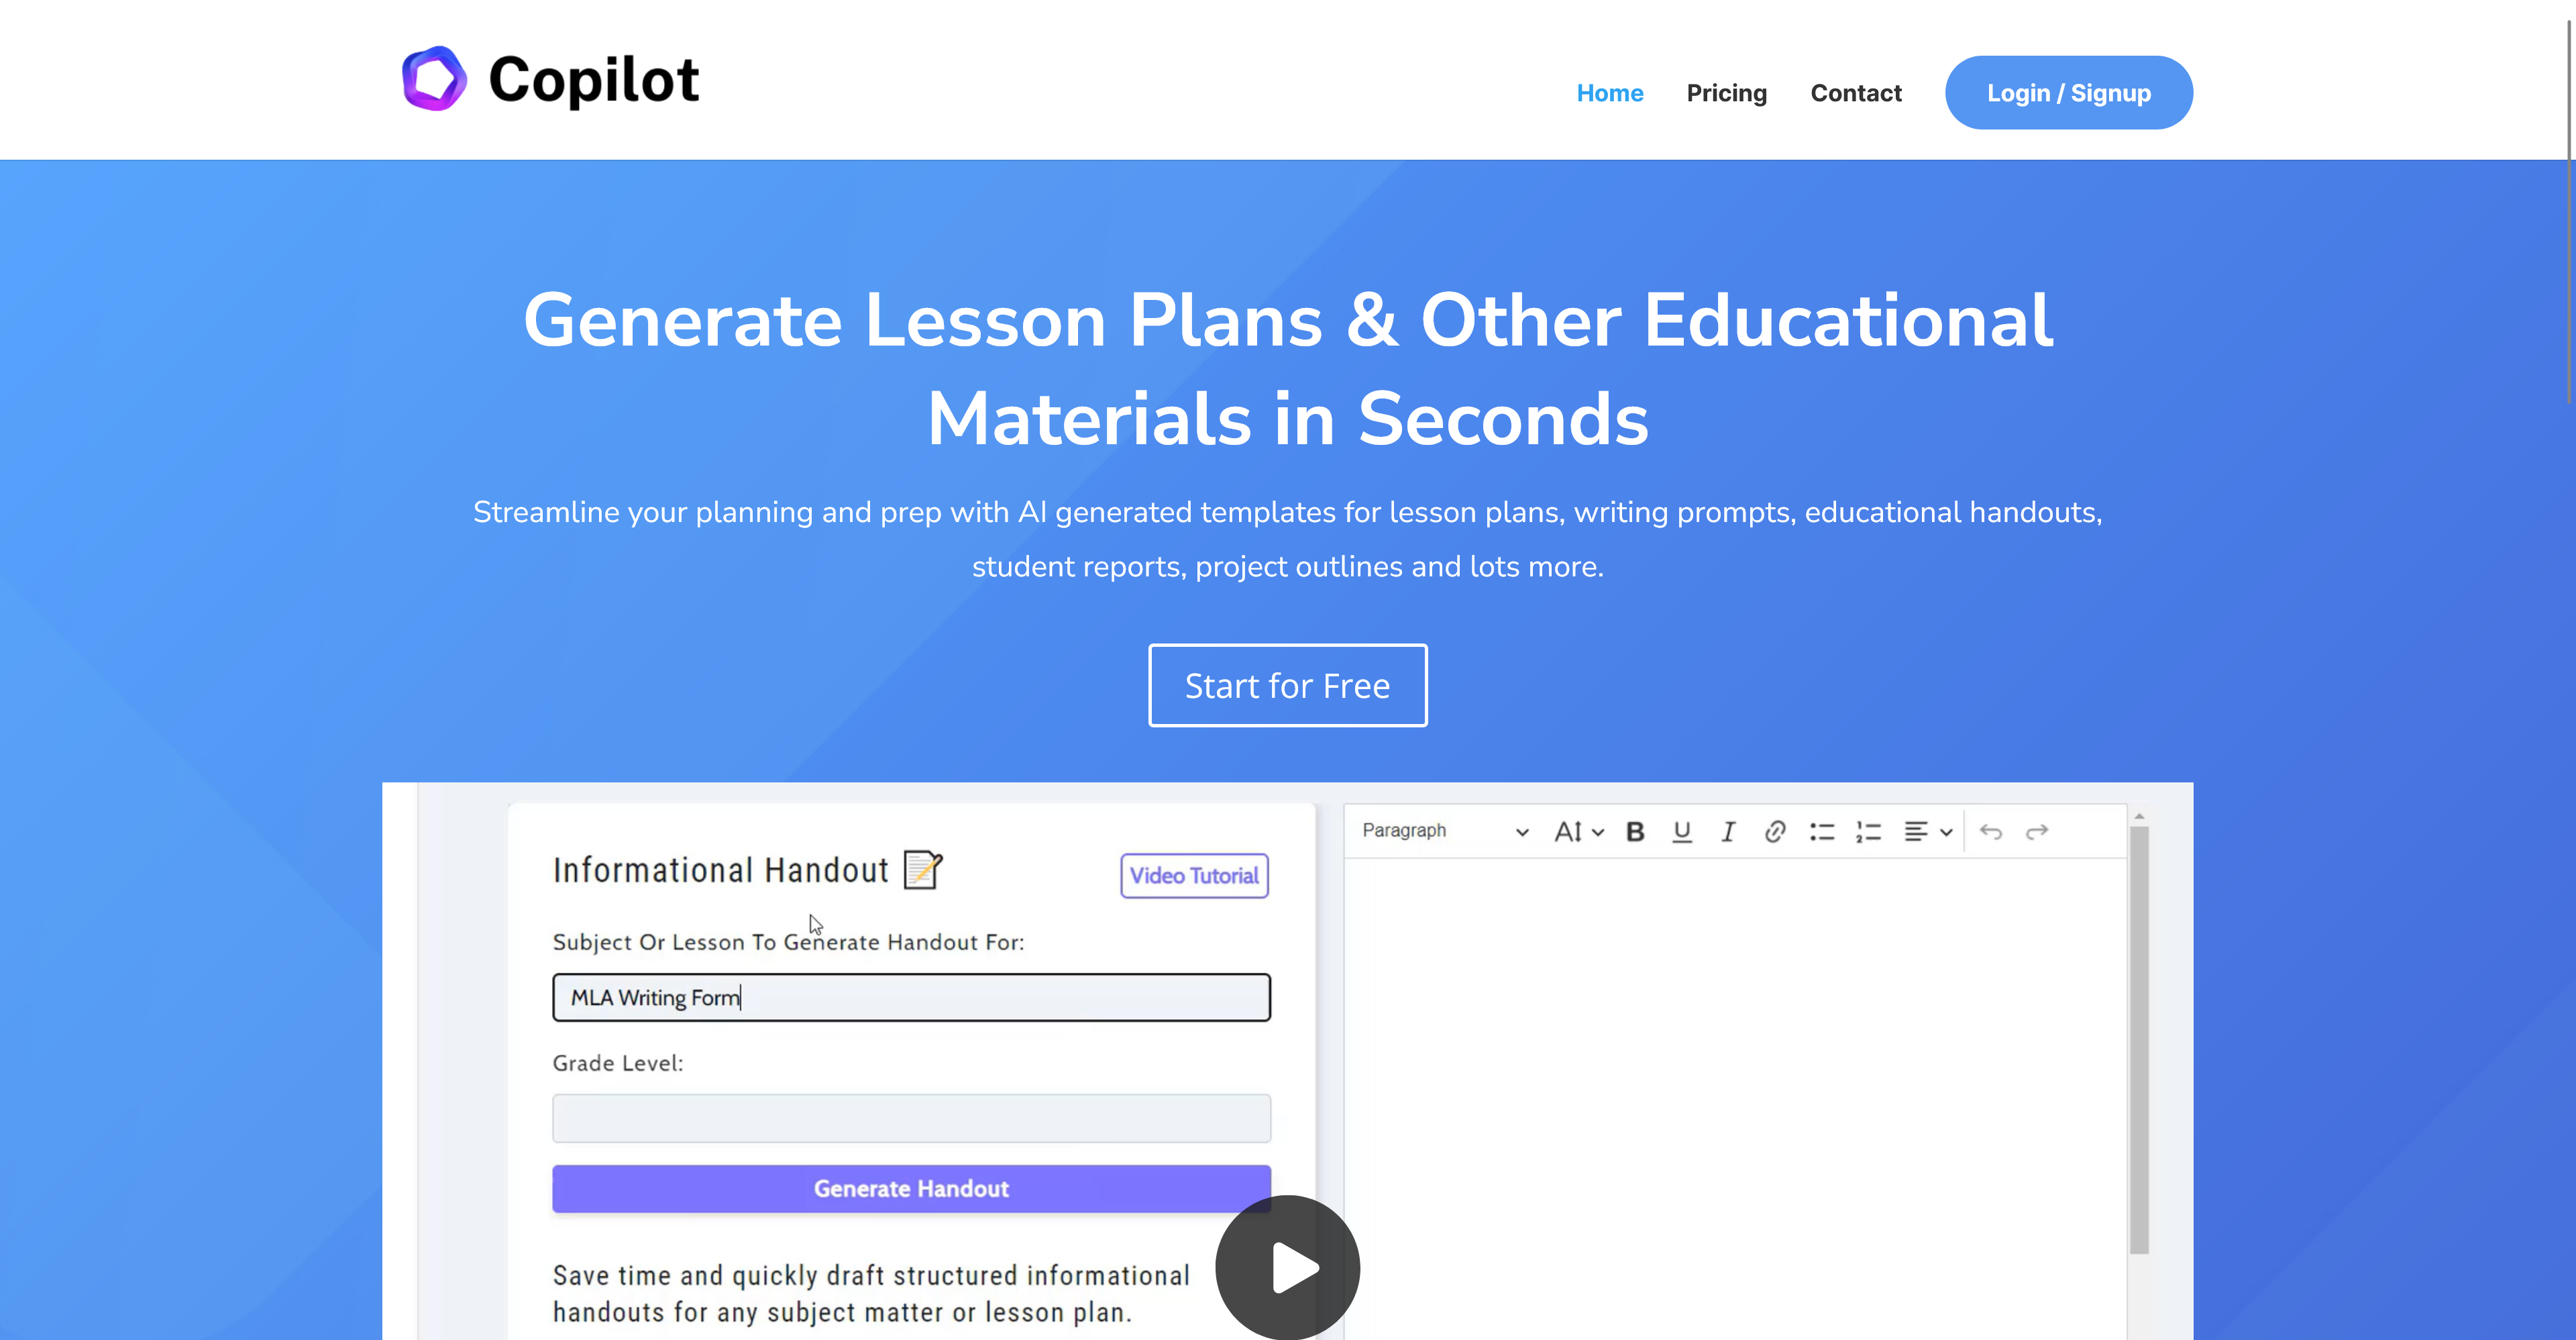 Copilot
Home
Pricing
Contact
Login / Signup
Generate Lesson Plans & Other Educational
Materials in Seconds
Streamline your planning and prep with AI generated templates for lesson plans, writing prompts, educational handouts,
student reports, project outlines and lots more.
Start for Free
Informational Handout
Video Tutorial
Subject Or Lesson To Generate Handout For:
MLA Writing Form
Grade Level:
Generate Handout
Save time and quickly draft structured informational
handouts for any subject matter or lesson plan.
Paragraph
AI
B
U
I